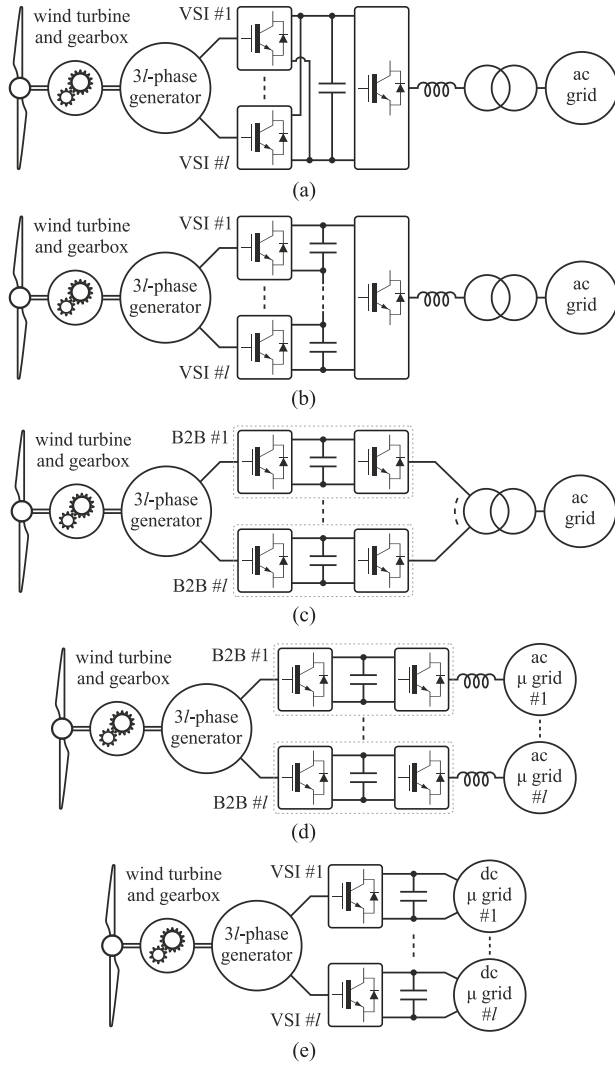 VSI #1
wind turbine
and gearbox
3l-phase
generator
ac
grid
VSI #l
(a)
VSI #1
wind turbine
and gearbox
3l-phase
generator
ac
grid
VSI #l
(b)
B2B #1
wind turbine
and gearbox
3l-phase
generator
ac
grid
B2B #l
(c)
B2B #1
wind turbine
and gearbox
3l-phase
generator
ac
μ grid
#1
ac
μ grid
#l
B2B #l
(d)
VSI #1
wind turbine
and gearbox
3l-phase
generator
dc
μ grid
#1
dc
μ grid
#l
VSI #l
(e)